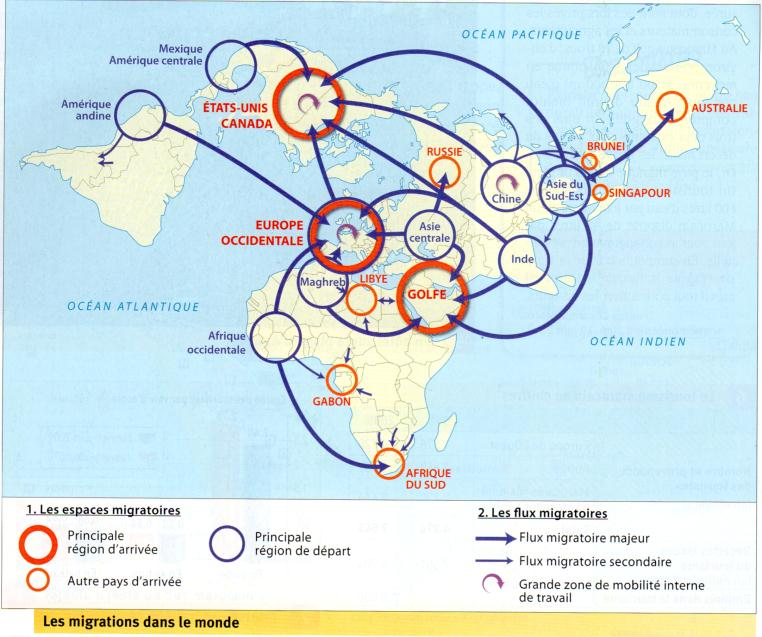 OCÉAN PACIFIQUE
Mexique
Amérique centrale
ÉTATS-UNIS
CANADA
Amérique
andine
AUSTRALIE
BRUNEI
RUSSIE
Chine
Asie du
Sud-Est
SINGAPOUR
EUROPE
OCCIDENTALE
Asie
centrale
Inde
Maghreb
LIBYE
GOLFE
OCÉAN ATLANTIQUE
Afrique
occidentale
OCÉAN INDIEN
GABON
AFRIQUE
DU SUD
1. Les espaces migratoires
Principale
région d'arrivée
Principale
région de départ
Autre pays d'arrivée
2. Les flux migratoires
Flux migratoire majeur
Flux migratoire secondaire
Grande zone de mobilité interne
de travail
Les migrations dans le monde